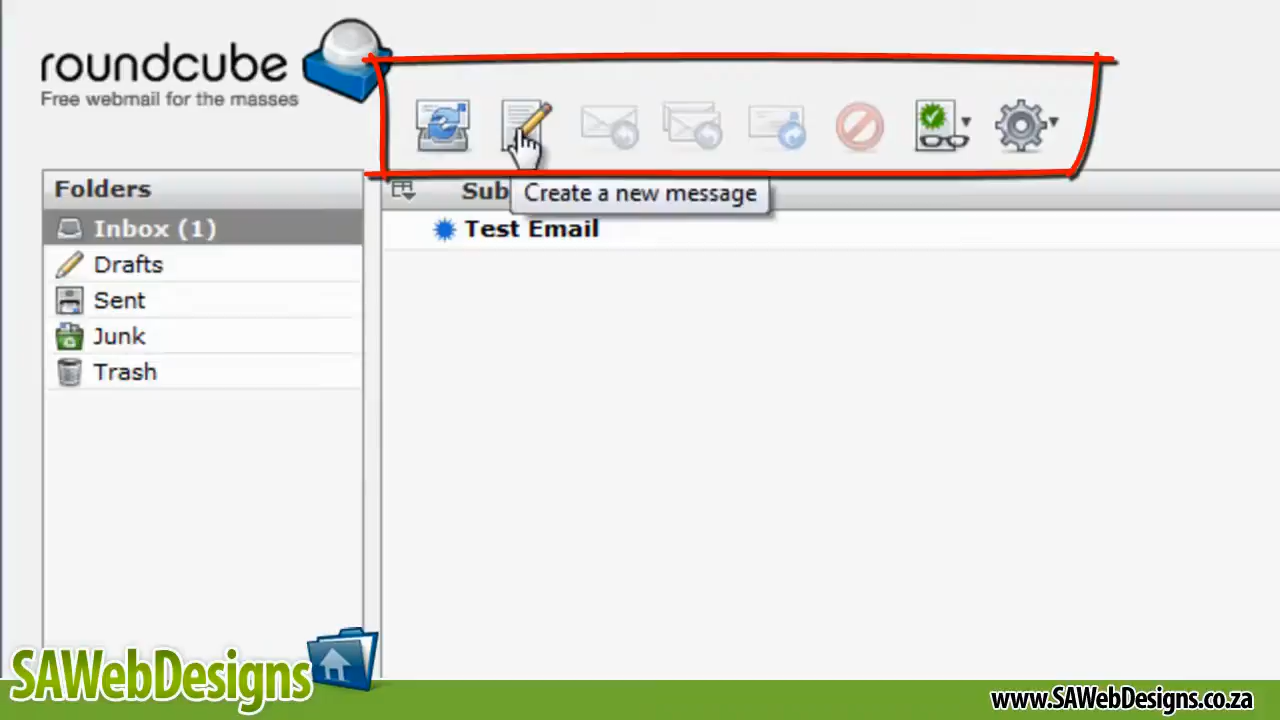 roundcube
Free webmail for the masses
Folders
Sub
Create a new message
Inbox (1)
Test Email
Drafts
Sent
Junk
Trash
SAWebDesigns
www.SAWebDesigns.co.za